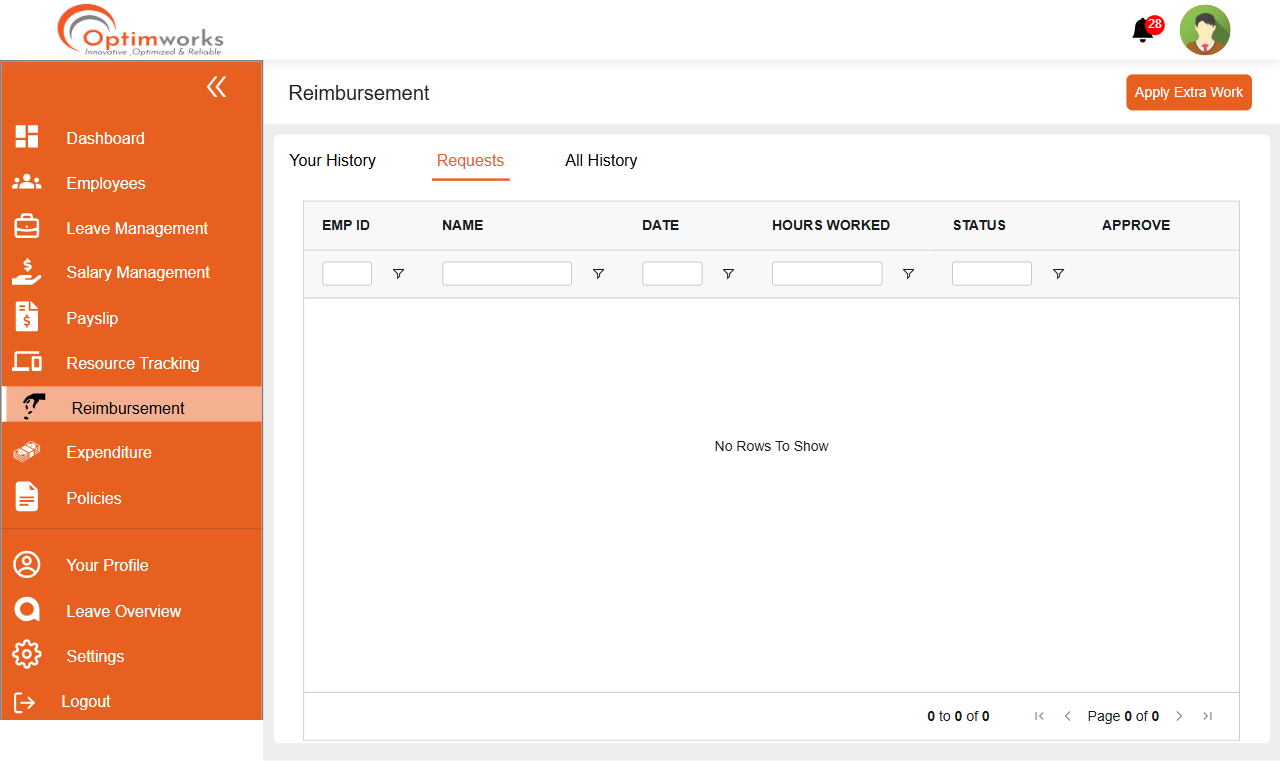 Optimworks
Innovative ,Optimized & Reliable
28
Reimbursement
Apply Extra Work
Dashboard
Employees
Leave Management
Salary Management
Payslip
Resource Tracking
Reimbursement
Expenditure
Policies
Your Profile
Leave Overview
Settings
Logout
Your History
Requests
All History
EMP ID
NAME
DATE
HOURS WORKED
STATUS
APPROVE
No Rows To Show
0 to 0 of 0
Page 0 of 0